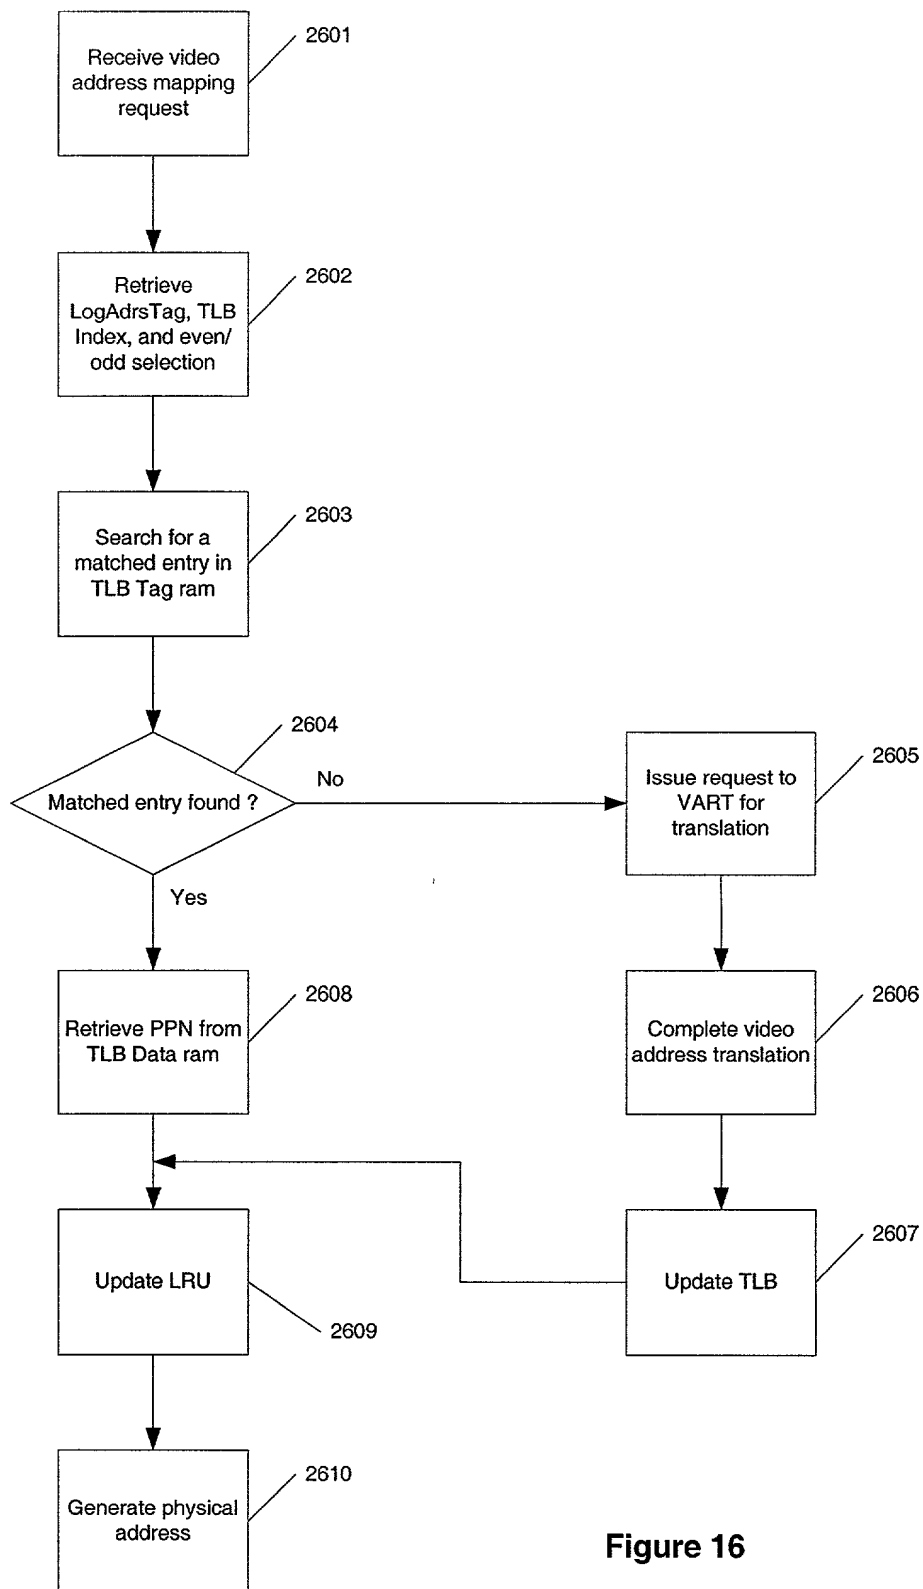 Receive video
address mapping
request
2601
Retrieve
LogAdrsTag, TLB
Index, and even/
odd selection
2602
Search for a
matched entry in
TLB Tag ram
2603
Matched entry found ?
2604
No
Yes
Issue request to
VART for
translation
2605
Retrieve PPN from
TLB Data ram
2608
Complete video
address translation
2606
Update LRU
2609
Update TLB
2607
Generate physical
address
2610
Figure 16